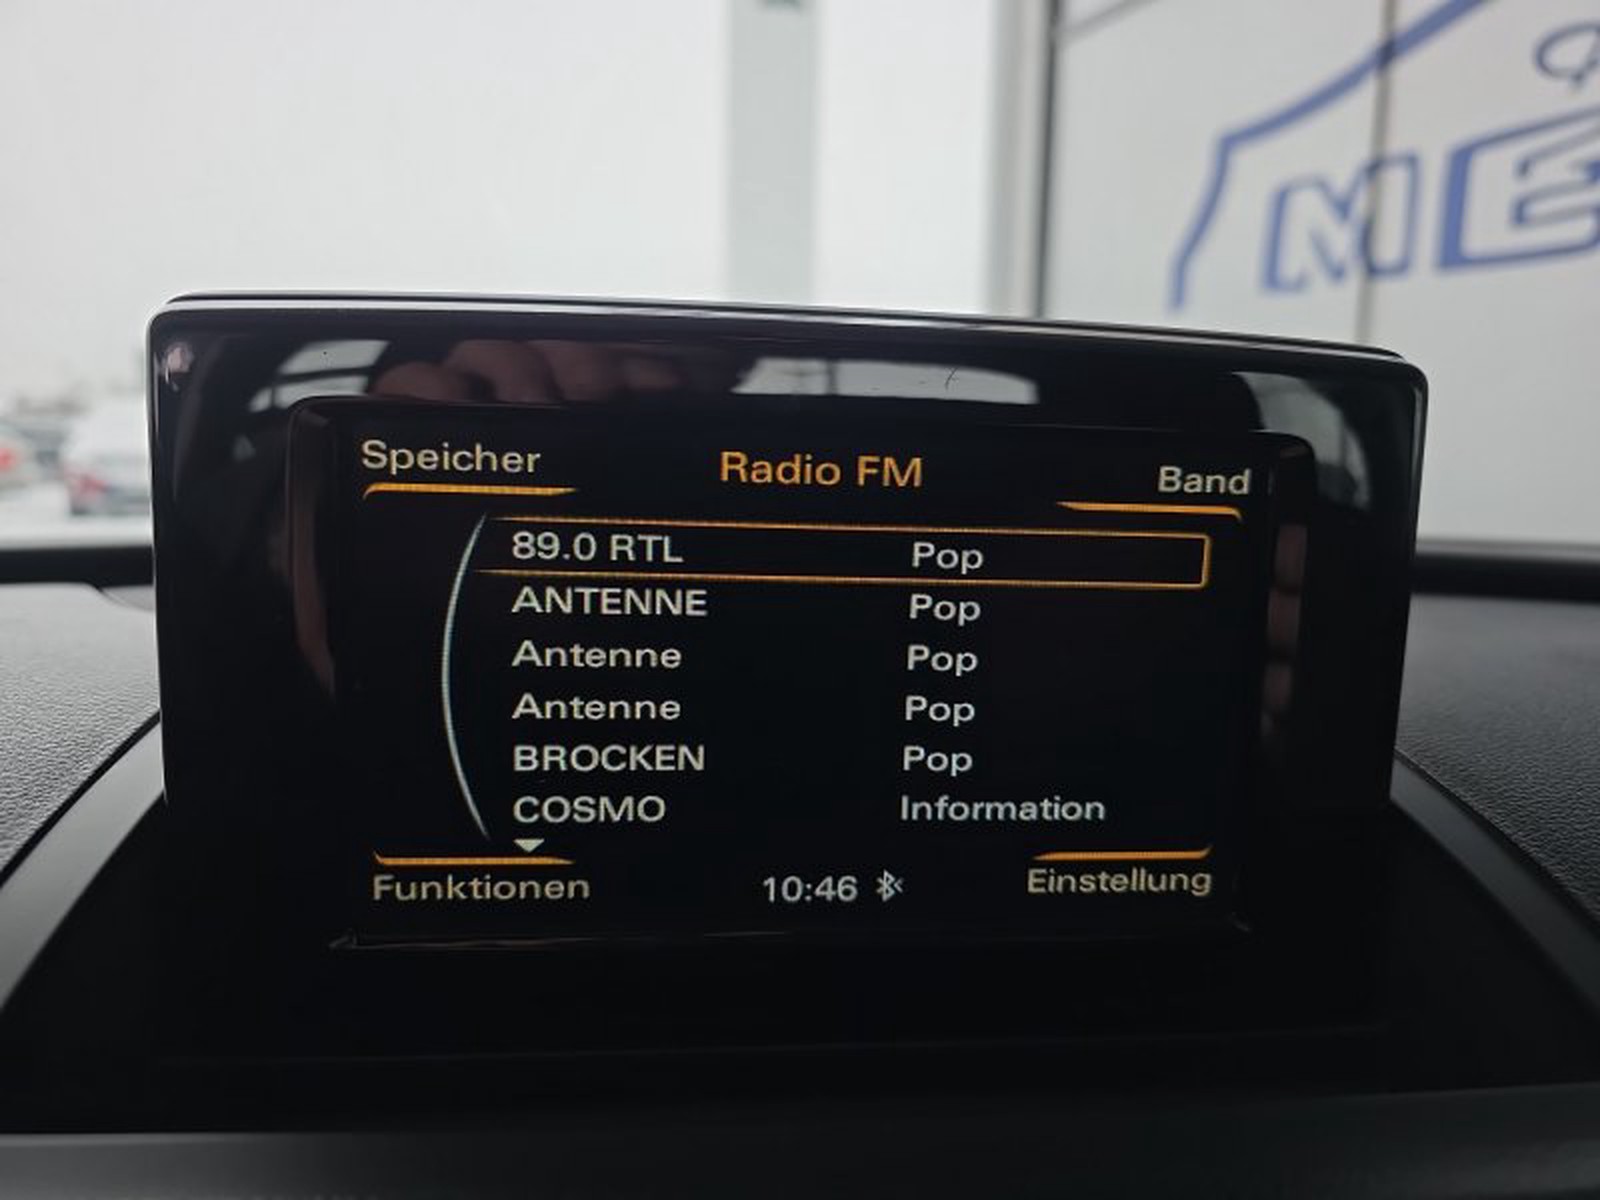 Speicher Radio FM Band
89.0 RTL Pop
ANTENNE Pop
Antenne Pop
Antenne Pop
BROCKEN Pop
COSMO Information
Funktionen 10:46 Einstellung
ME